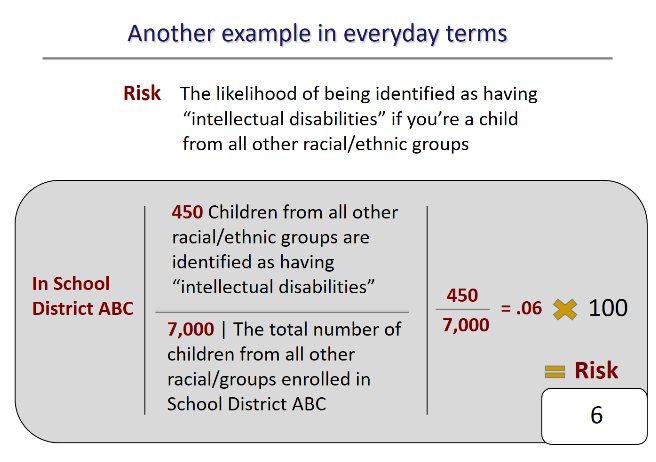 Another example in everyday terms
Risk The likelihood of being identified as having
“intellectual disabilities” if you’re a child
from all other racial/ethnic groups
In School
District ABC
450 Children from all other
racial/ethnic groups are
identified as having
“intellectual disabilities”
7,000 | The total number of
children from all other
racial/groups enrolled in
School District ABC
450
7,000
= .06 × 100
= Risk
6